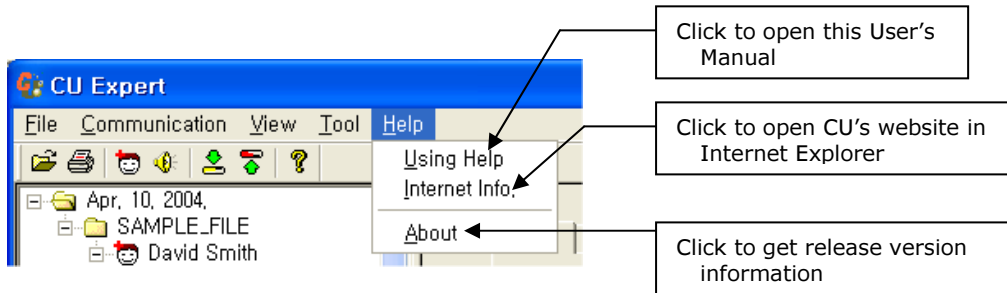 Click to open this User's
Manual
CU Expert
File Communication View Tool Help
Click to open CU's website in
Internet Explorer
Using Help
Internet Info.
Apr, 10, 2004,
SAMPLE_FILE
About
David Smith
Click to get release version
information